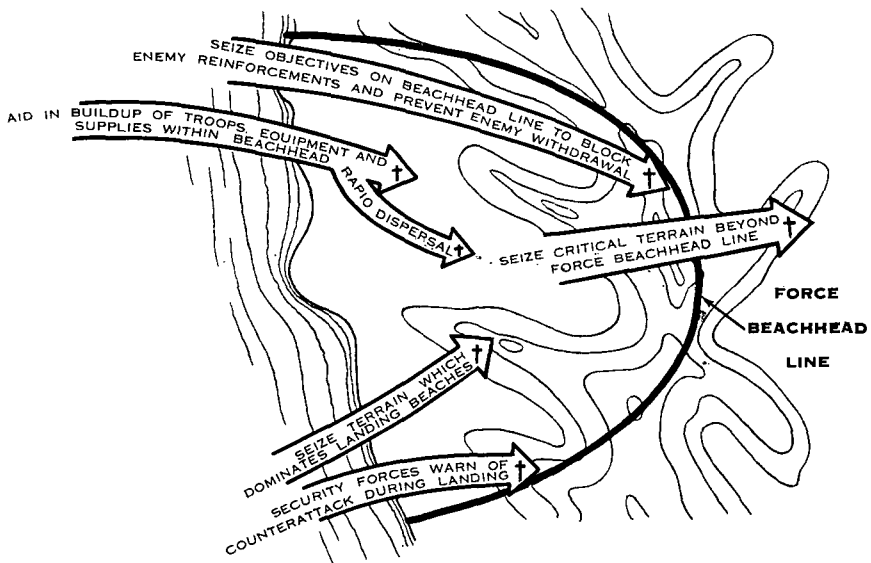 SEIZE OBJECTIVES ON BEACHHEAD LINE TO BLOCK
ENEMY REINFORCEMENTS AND PREVENT ENEMY WITHDRAWAL
AID IN BUILDUP OF TROOPS, EQUIPMENT AND
SUPPLIES WITHIN BEACHHEAD
RAPID DISPERSAL
SEIZE CRITICAL TERRAIN BEYOND
FORCE BEACHHEAD LINE
FORCE
BEACHHEAD
LINE
SEIZE TERRAIN WHICH
DOMINATES LANDING BEACHES
SECURITY FORCES WARN OF
COUNTERATTACK DURING LANDING